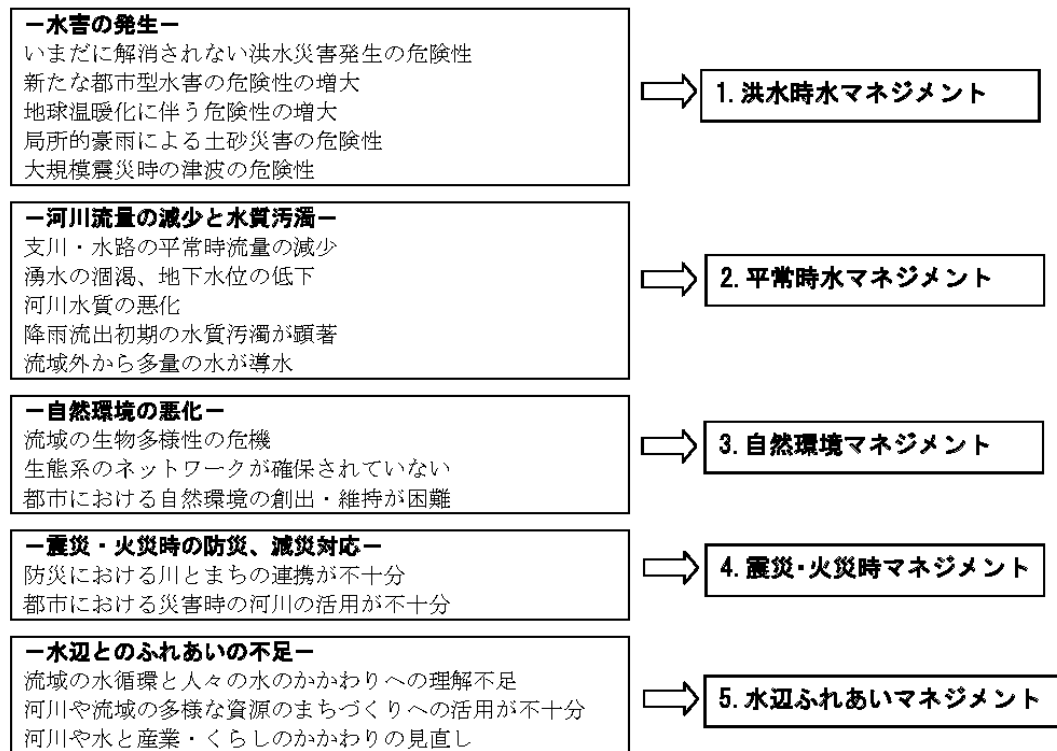 －水害の発生－
いまだに解消されない洪水災害発生の危険性
新たな都市型水害の危険性の増大
地球温暖化に伴う危険性の増大
局所的豪雨による土砂災害の危険性
大規模震災時の津波の危険性
1.洪水時水マネジメント
－河川流量の減少と水質汚濁－
支川・水路の平常時流量の減少
湧水の涸渇、地下水位の低下
河川水質の悪化
降雨流出初期の水質汚濁が顕著
流域外から多量の水が導水
2.平常時水マネジメント
－自然環境の悪化－
流域の生物多様性の危機
生態系のネットワークが確保されていない
都市における自然環境の創出・維持が困難
3.自然環境マネジメント
－震災・火災時の防災、減災対応－
防災における川とまちの連携が不十分
都市における災害時の河川の活用が不十分
4.震災・火災時マネジメント
－水辺とのふれあいの不足－
流域の水循環と人々の水のかかわりへの理解不足
河川や流域の多様な資源のまちづくりへの活用が不十分
河川や水と産業・くらしのかかわりの見直し
5.水辺ふれあいマネジメント